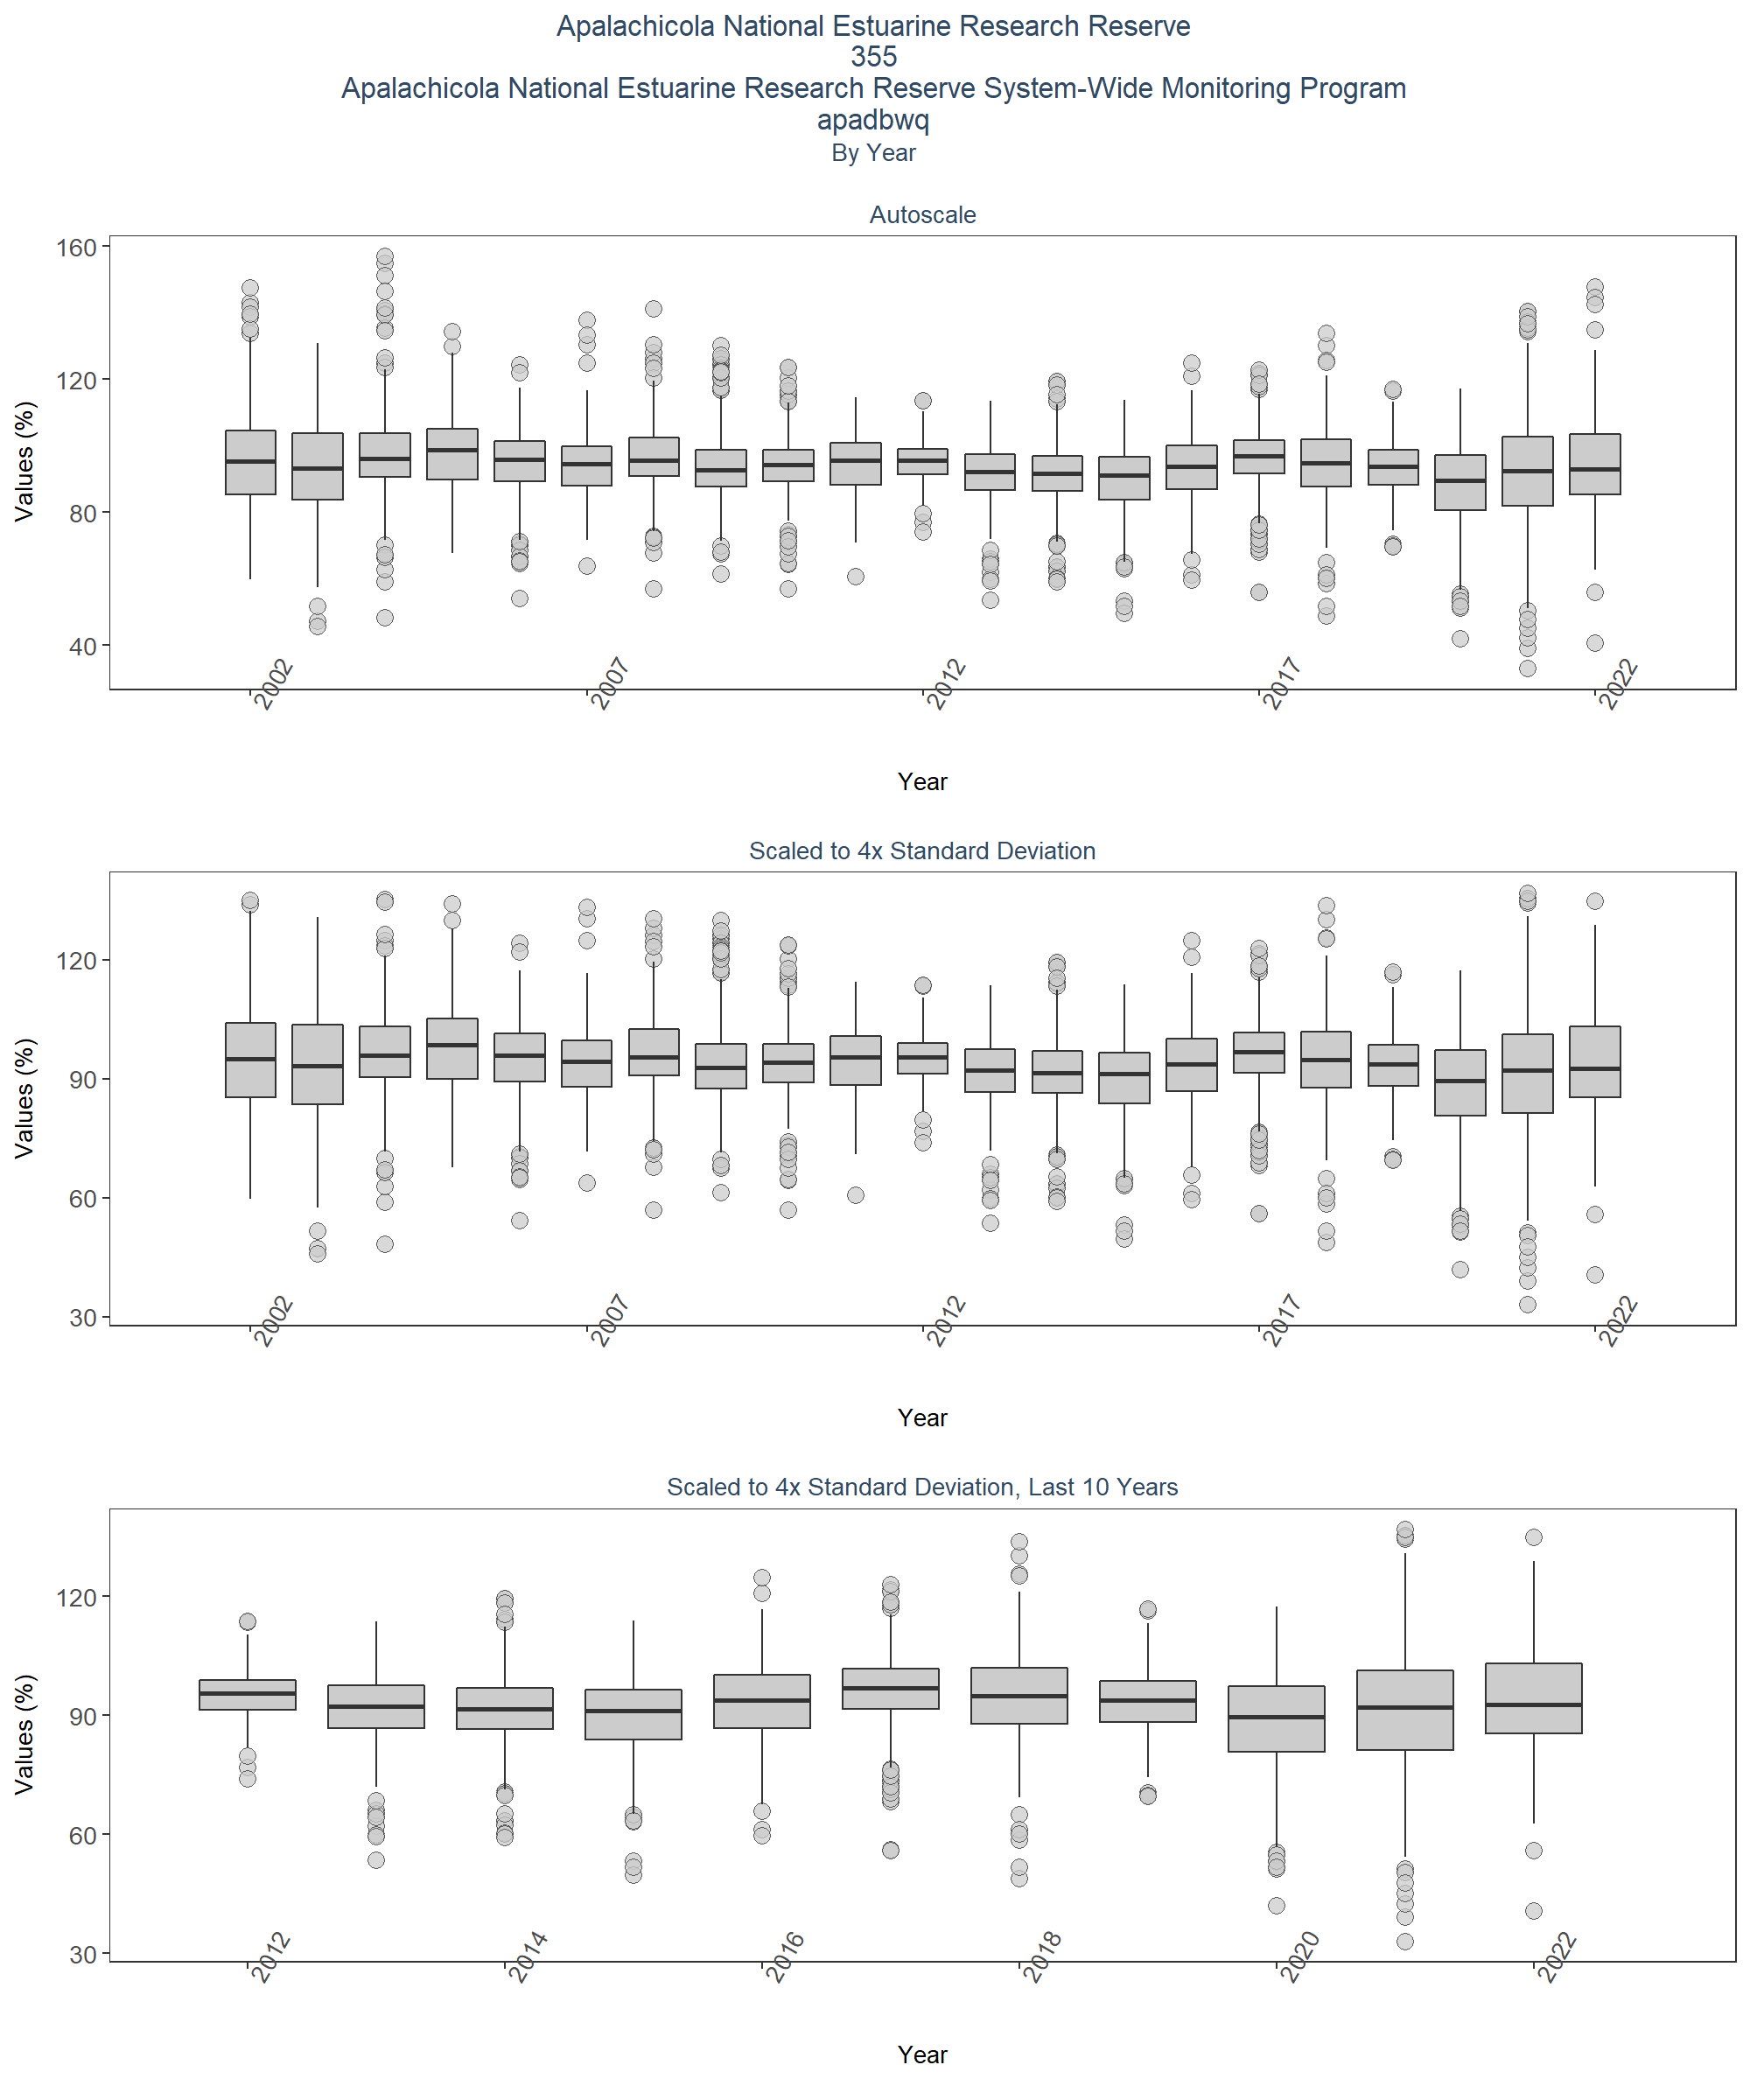 Apalachicola National Estuarine Research Reserve
355
Apalachicola National Estuarine Research Reserve System-Wide Monitoring Program
apadbwq
By Year
Autoscale
Values (%)
160
120
80
40
2002
2007
2012
2017
2022
Year
Scaled to 4x Standard Deviation
Values (%)
120
90
60
30
2002
2007
2012
2017
2022
Year
Scaled to 4x Standard Deviation, Last 10 Years
Values (%)
120
90
60
30
2012
2014
2016
2018
2020
2022
Year